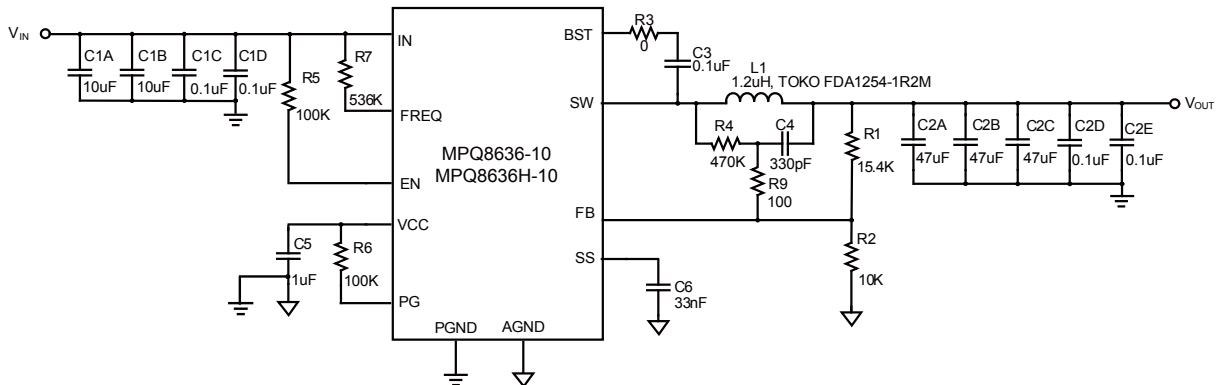 VIN
C1A
10uF
C1B
10uF
C1C
0.1uF
C1D
0.1uF
R5
100K
R7
536K
IN
FREQ
EN
VCC
PG
C5
1uF
R6
100K
MPQ8636-10
MPQ8636H-10
PGND
AGND
BST
SW
FB
SS
R3
0
C3
0.1uF
L1
1.2uH, TOKO FDA1254-1R2M
R4
470K
C4
330pF
R9
100
R1
15.4K
R2
10K
C6
33nF
C2A
47uF
C2B
47uF
C2C
47uF
C2D
0.1uF
C2E
0.1uF
VOUT